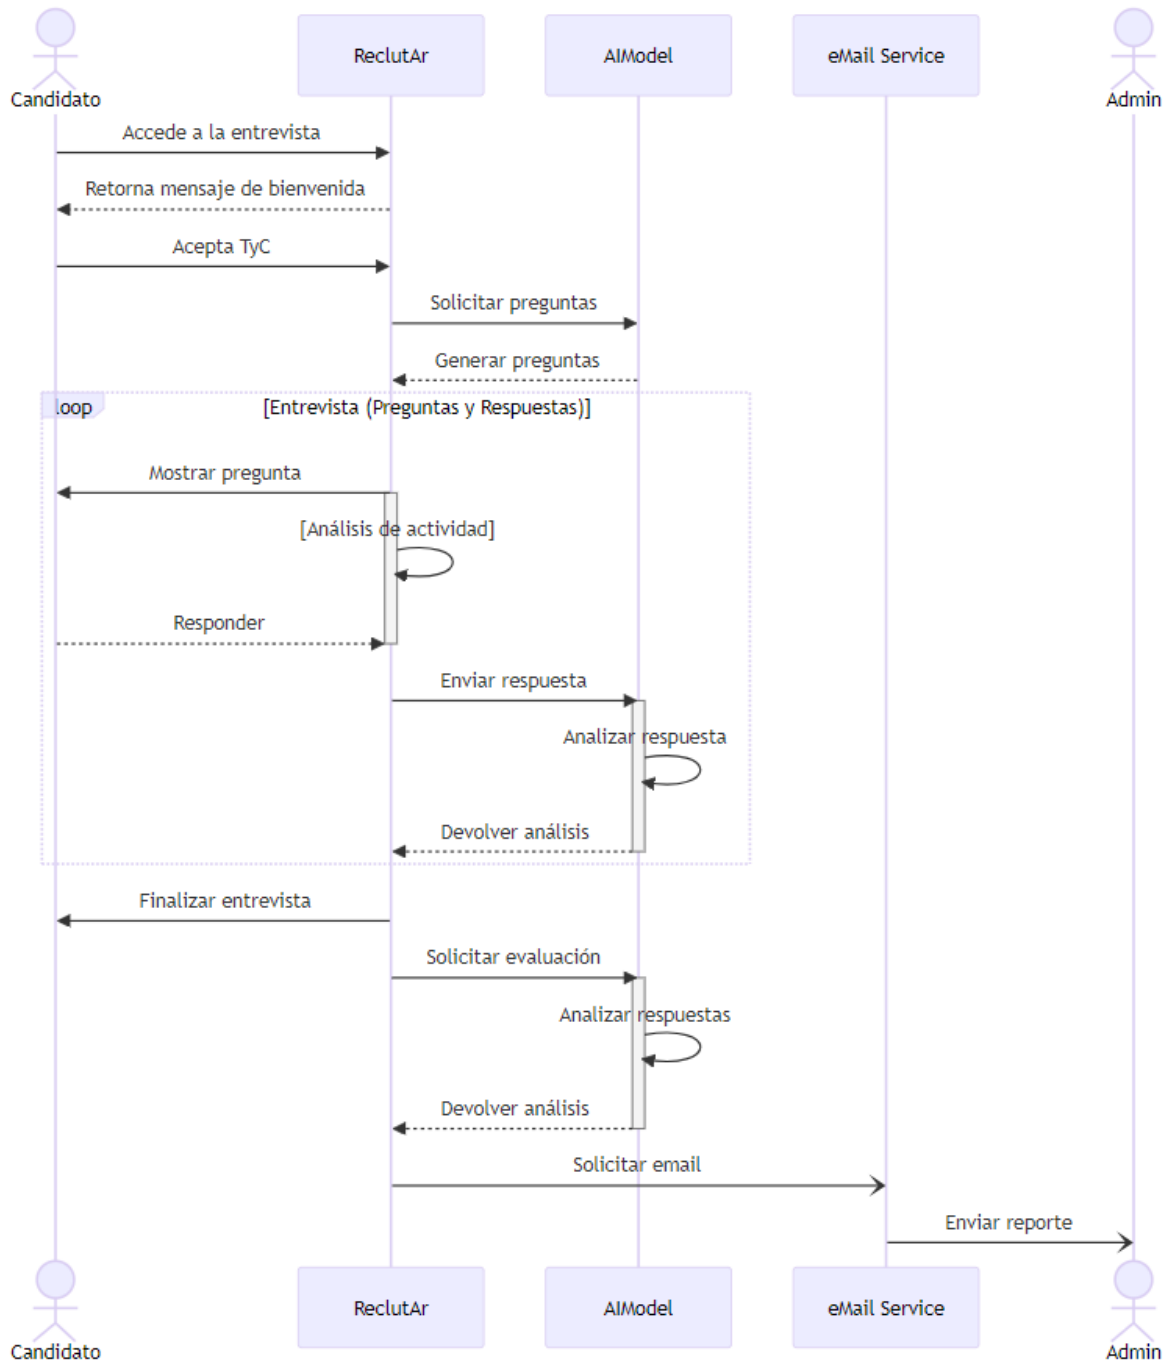 Candidato
ReclutAr
AIModel
eMail Service
Admin
Accede a la entrevista
Retorna mensaje de bienvenida
Acepta TyC
Solicitar preguntas
Generar preguntas
loop
[Entrevista (Preguntas y Respuestas)]
Mostrar pregunta
[Análisis de actividad]
Responder
Enviar respuesta
Analizar respuesta
Devolver análisis
Finalizar entrevista
Solicitar evaluación
Analizar respuestas
Devolver análisis
Solicitar email
Enviar reporte
Candidato
ReclutAr
AIModel
eMail Service
Admin